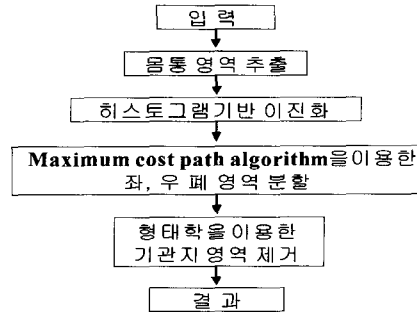 입 력
몸통 영역 추출
히스토그램기반 이진화
Maximum cost path algorithm을이용한
좌, 우 폐 영역 분할
형태학을 이용한
기관지 영역 제거
결 과